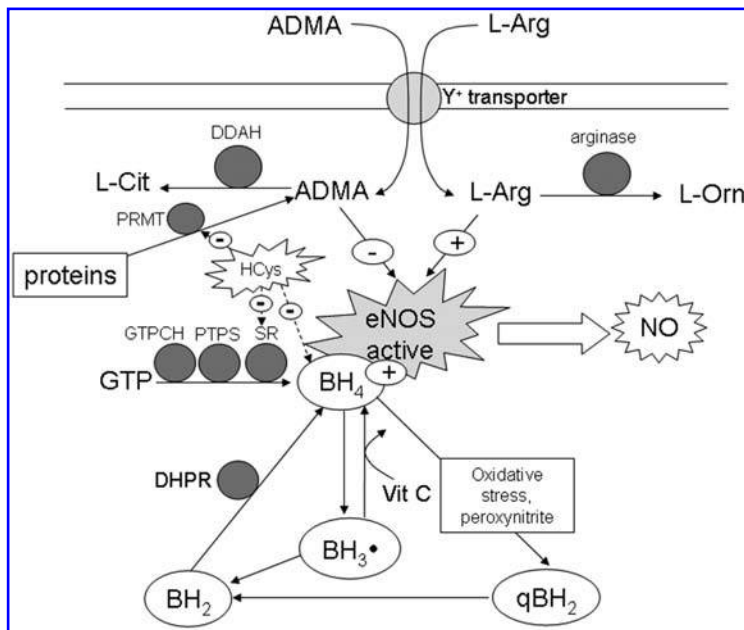 ADMA
L-Arg
Y⁺ transporter
DDAH
arginase
L-Cit
ADMA
L-Arg
L-Orn
PRMT
-
-
+
proteins
HCys
-
-
eNOS
active
NO
GTPCH
PTPS
SR
GTP
BH₄
+
DHPR
Vit C
Oxidative
stress,
peroxynitrite
BH₃•
BH₂
qBH₂